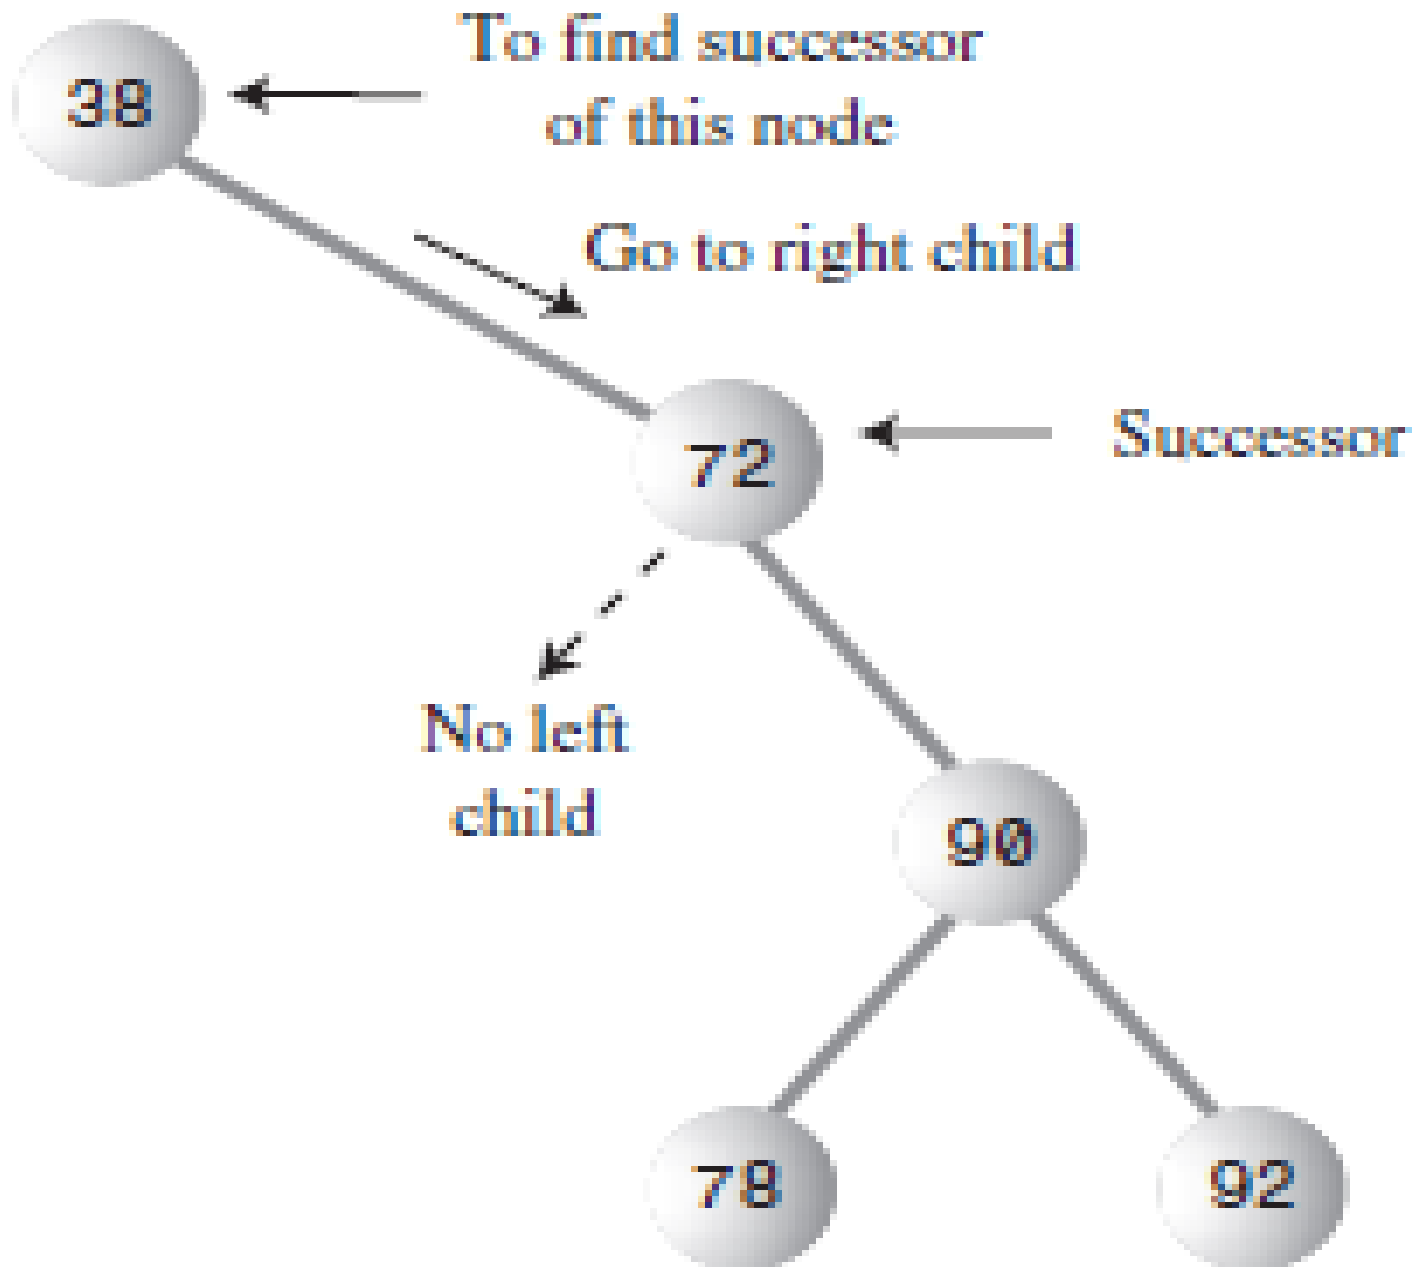 38
To find successor
of this node
Go to right child
72
Successor
No left
child
90
78
92